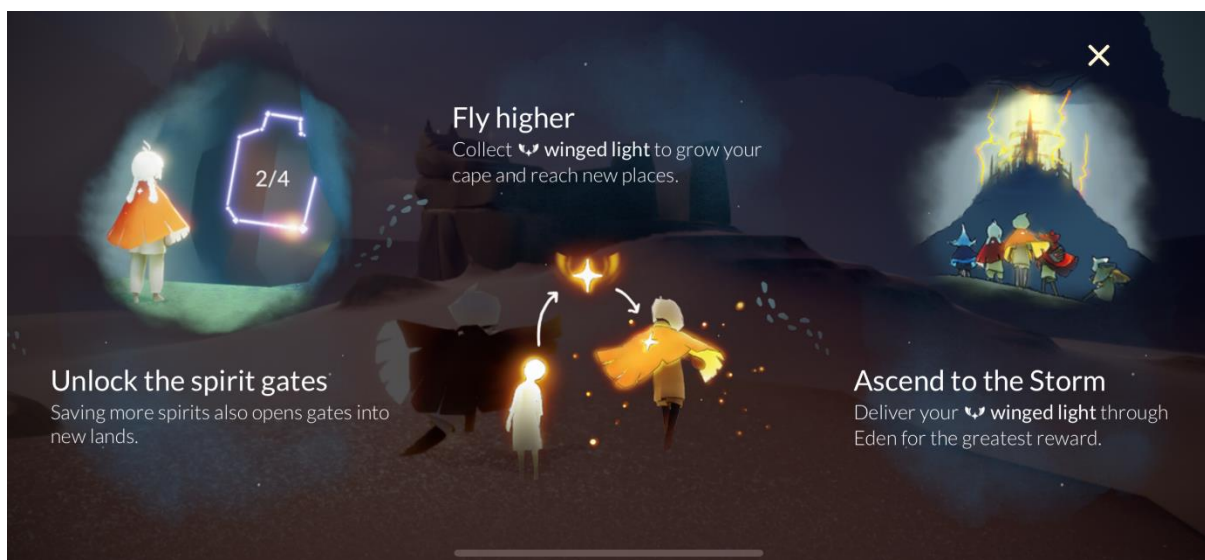 2/4
Unlock the spirit gates
Saving more spirits also opens gates into
new lands.
Fly higher
Collect winged light to grow your
cape and reach new places.
Ascend to the Storm
Deliver your winged light through
Eden for the greatest reward.